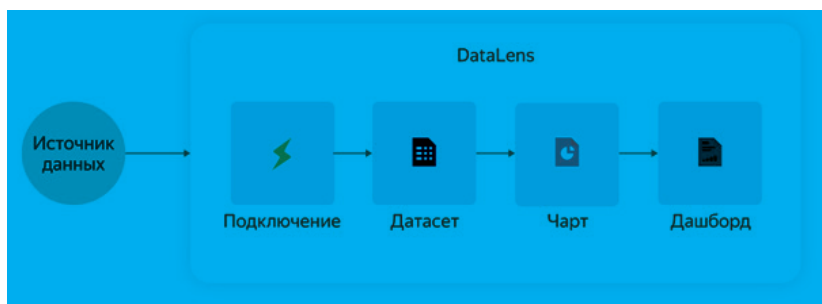 DataLens
Источник
данных
Подключение
Датасет
Чарт
Дашборд